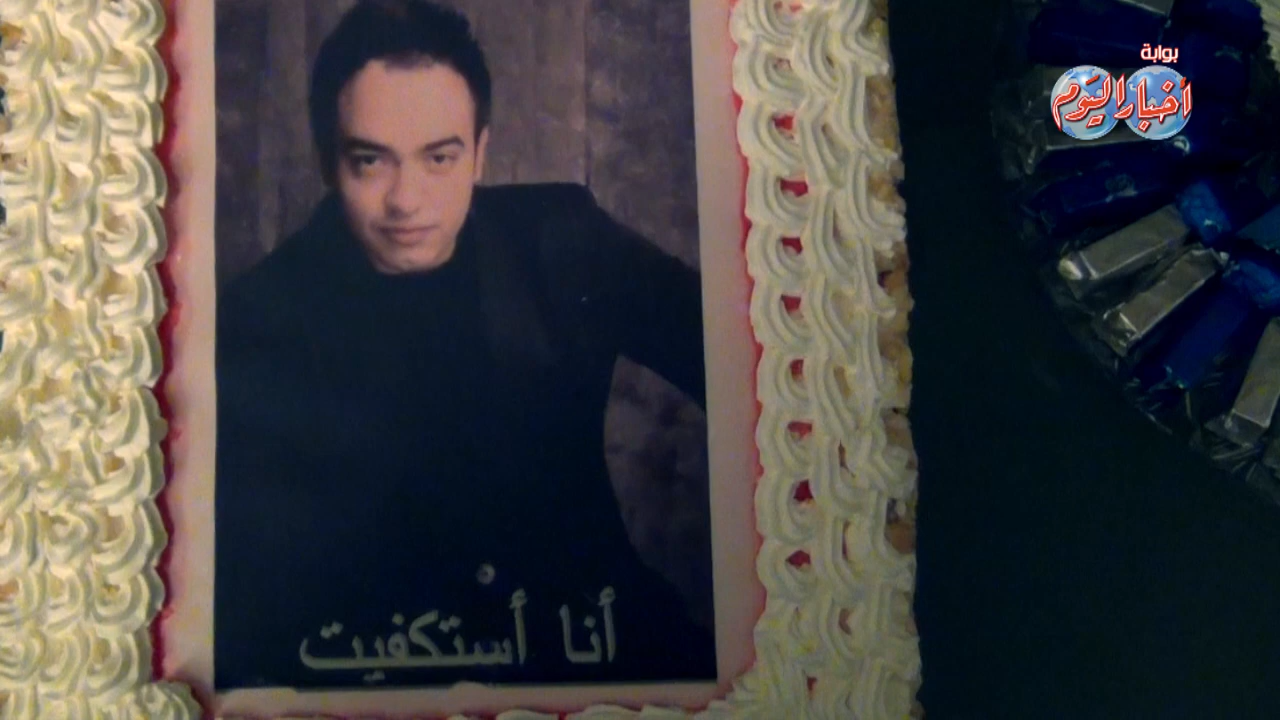 بوابة
أخبار اليوم
أنا أستكفيت